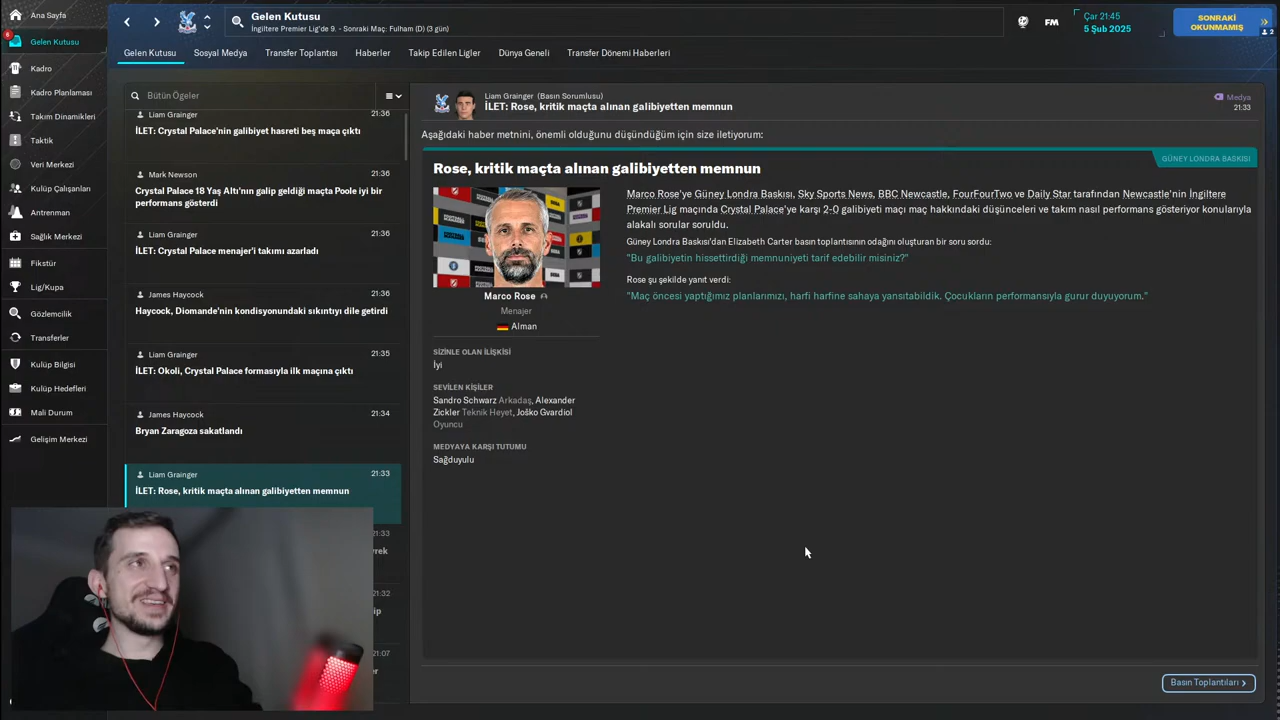 Ana Sayfa
6
Gelen Kutusu
Kadro
Kadro Planlaması
Takım Dinamikleri
Taktik
Veri Merkezi
Kulüp Çalışanları
Antrenman
Sağlık Merkezi
Fikstür
Lig/Kupa
Gözlemcilik
Transferler
Kulüp Bilgisi
Kulüp Hedefleri
Mali Durum
Gelişim Merkezi
Gelen Kutusu
İngiltere Premier Lig'de 9. - Sonraki Maç: Fulham (D) (3 gün)
FM
Çar 21:45
5 Şub 2025
SONRAKİ
OKUNMAMIŞ
2
Gelen Kutusu
Sosyal Medya
Transfer Toplantısı
Haberler
Takip Edilen Ligler
Dünya Geneli
Transfer Dönemi Haberleri
Bütün Ögeler
Liam Grainger 21:36
İLET: Crystal Palace'nin galibiyet hasreti beş maça çıktı
Mark Newson 21:36
Crystal Palace 18 Yaş Altı'nın galip geldiği maçta Poole iyi bir
performans gösterdi
Liam Grainger 21:36
İLET: Crystal Palace menajer'i takımı azarladı
James Haycock 21:36
Haycock, Diomande'nin kondisyonundaki sıkıntıyı dile getirdi
Liam Grainger 21:35
İLET: Okoli, Crystal Palace formasıyla ilk maçına çıktı
James Haycock 21:34
Bryan Zaragoza sakatlandı
Liam Grainger 21:33
İLET: Rose, kritik maçta alınan galibiyetten memnun
21:33
rek
21:32
ip
21:07
er
Liam Grainger (Basın Sorumlusu)
İLET: Rose, kritik maçta alınan galibiyetten memnun
Medya
21:33
Aşağıdaki haber metnini, önemli olduğunu düşündüğüm için size iletiyorum:
GÜNEY LONDRA BASKISI
Rose, kritik maçta alınan galibiyetten memnun
Marco Rose
Menajer
Alman
SİZİNLE OLAN İLİŞKİSİ
İyi
SEVİLEN KİŞİLER
Sandro Schwarz Arkadaş, Alexander
Zickler Teknik Heyet, Joško Gvardiol
Oyuncu
MEDYAYA KARŞI TUTUMU
Sağduyulu
Marco Rose'ye Güney Londra Baskısı, Sky Sports News, BBC Newcastle, FourFourTwo ve Daily Star tarafından Newcastle'nin İngiltere
Premier Lig maçında Crystal Palace'ye karşı 2-0 galibiyeti maçı maç hakkındaki düşünceleri ve takım nasıl performans gösteriyor konularıyla
alakalı sorular soruldu.
Güney Londra Baskısı'dan Elizabeth Carter basın toplantısının odağını oluşturan bir soru sordu:
"Bu galibiyetin hissettirdiği memnuniyeti tarif edebilir misiniz?"
Rose şu şekilde yanıt verdi:
"Maç öncesi yaptığımız planlarımızı, harfi harfine sahaya yansıtabildik. Çocukların performansıyla gurur duyuyorum."
Basın Toplantıları